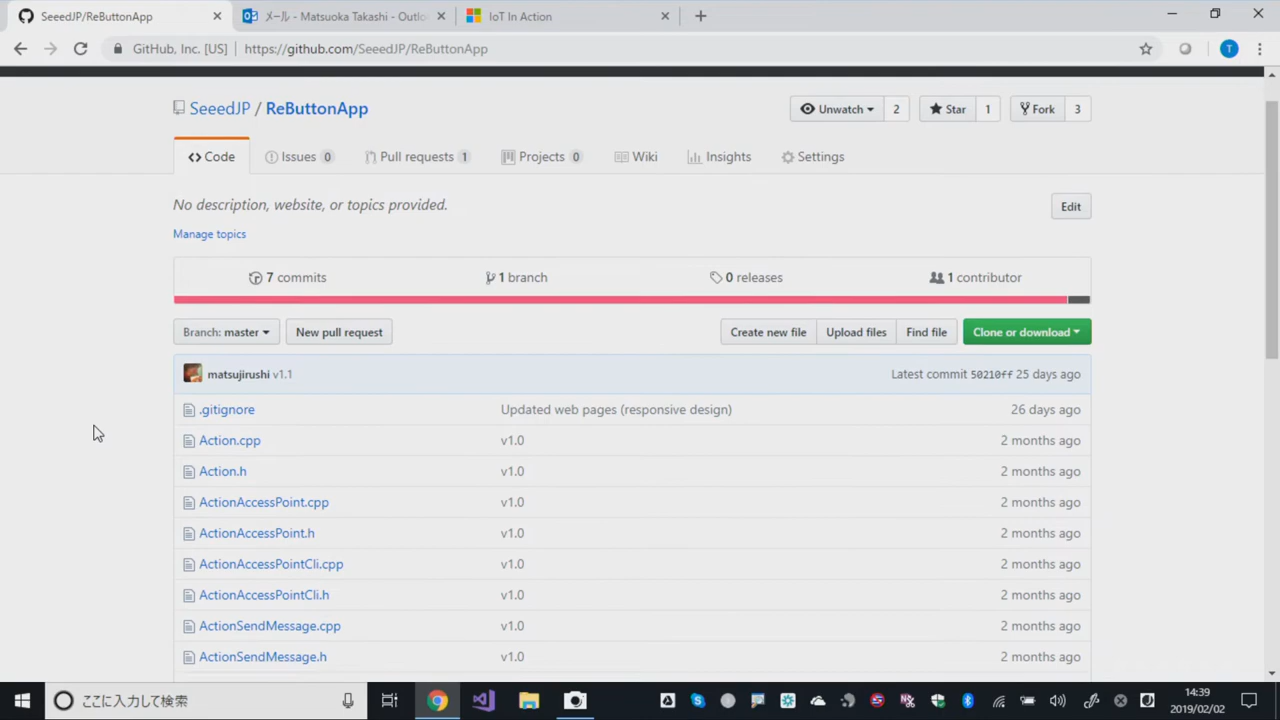 SeeedJP/ReButtonApp
メール - Matsuoka Takashi - Outlo
IoT In Action
GitHub, Inc. [US]
https://github.com/SeeedJP/ReButtonApp
T
SeeedJP / ReButtonApp
Unwatch 2
Star 1
Fork 3
Code
Issues 0
Pull requests 1
Projects 0
Wiki
Insights
Settings
No description, website, or topics provided.
Edit
Manage topics
7 commits
1 branch
0 releases
1 contributor
Branch: master
New pull request
Create new file
Upload files
Find file
Clone or download
matsujirushi v1.1
Latest commit 50210ff 25 days ago
.gitignore Updated web pages (responsive design) 26 days ago
Action.cpp v1.0 2 months ago
Action.h v1.0 2 months ago
ActionAccessPoint.cpp v1.0 2 months ago
ActionAccessPoint.h v1.0 2 months ago
ActionAccessPointCli.cpp v1.0 2 months ago
ActionAccessPointCli.h v1.0 2 months ago
ActionSendMessage.cpp v1.0 2 months ago
ActionSendMessage.h v1.0 2 months ago
ここに入力して検索
14:39
2019/02/02